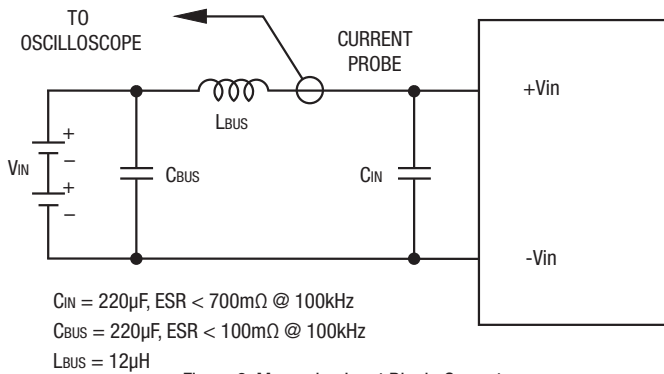 TO
OSCILLOSCOPE
CURRENT
PROBE
+Vin
LBUS
+
−
VIN
+
−
CBUS
CIN
-Vin
CIN = 220µF, ESR < 700mΩ @ 100kHz
CBUS = 220µF, ESR < 100mΩ @ 100kHz
LBUS = 12µH